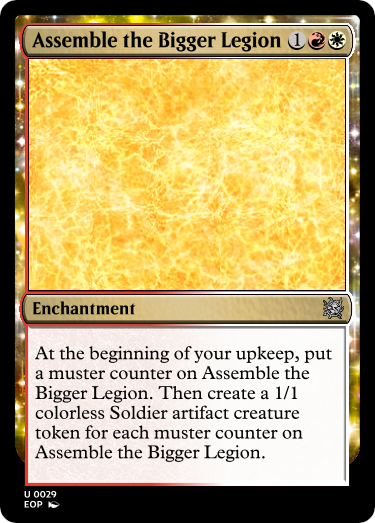 Assemble the Bigger Legion 1
Enchantment
At the beginning of your upkeep, put
a muster counter on Assemble the
Bigger Legion. Then create a 1/1
colorless Soldier artifact creature
token for each muster counter on
Assemble the Bigger Legion.
U 0029
EOP